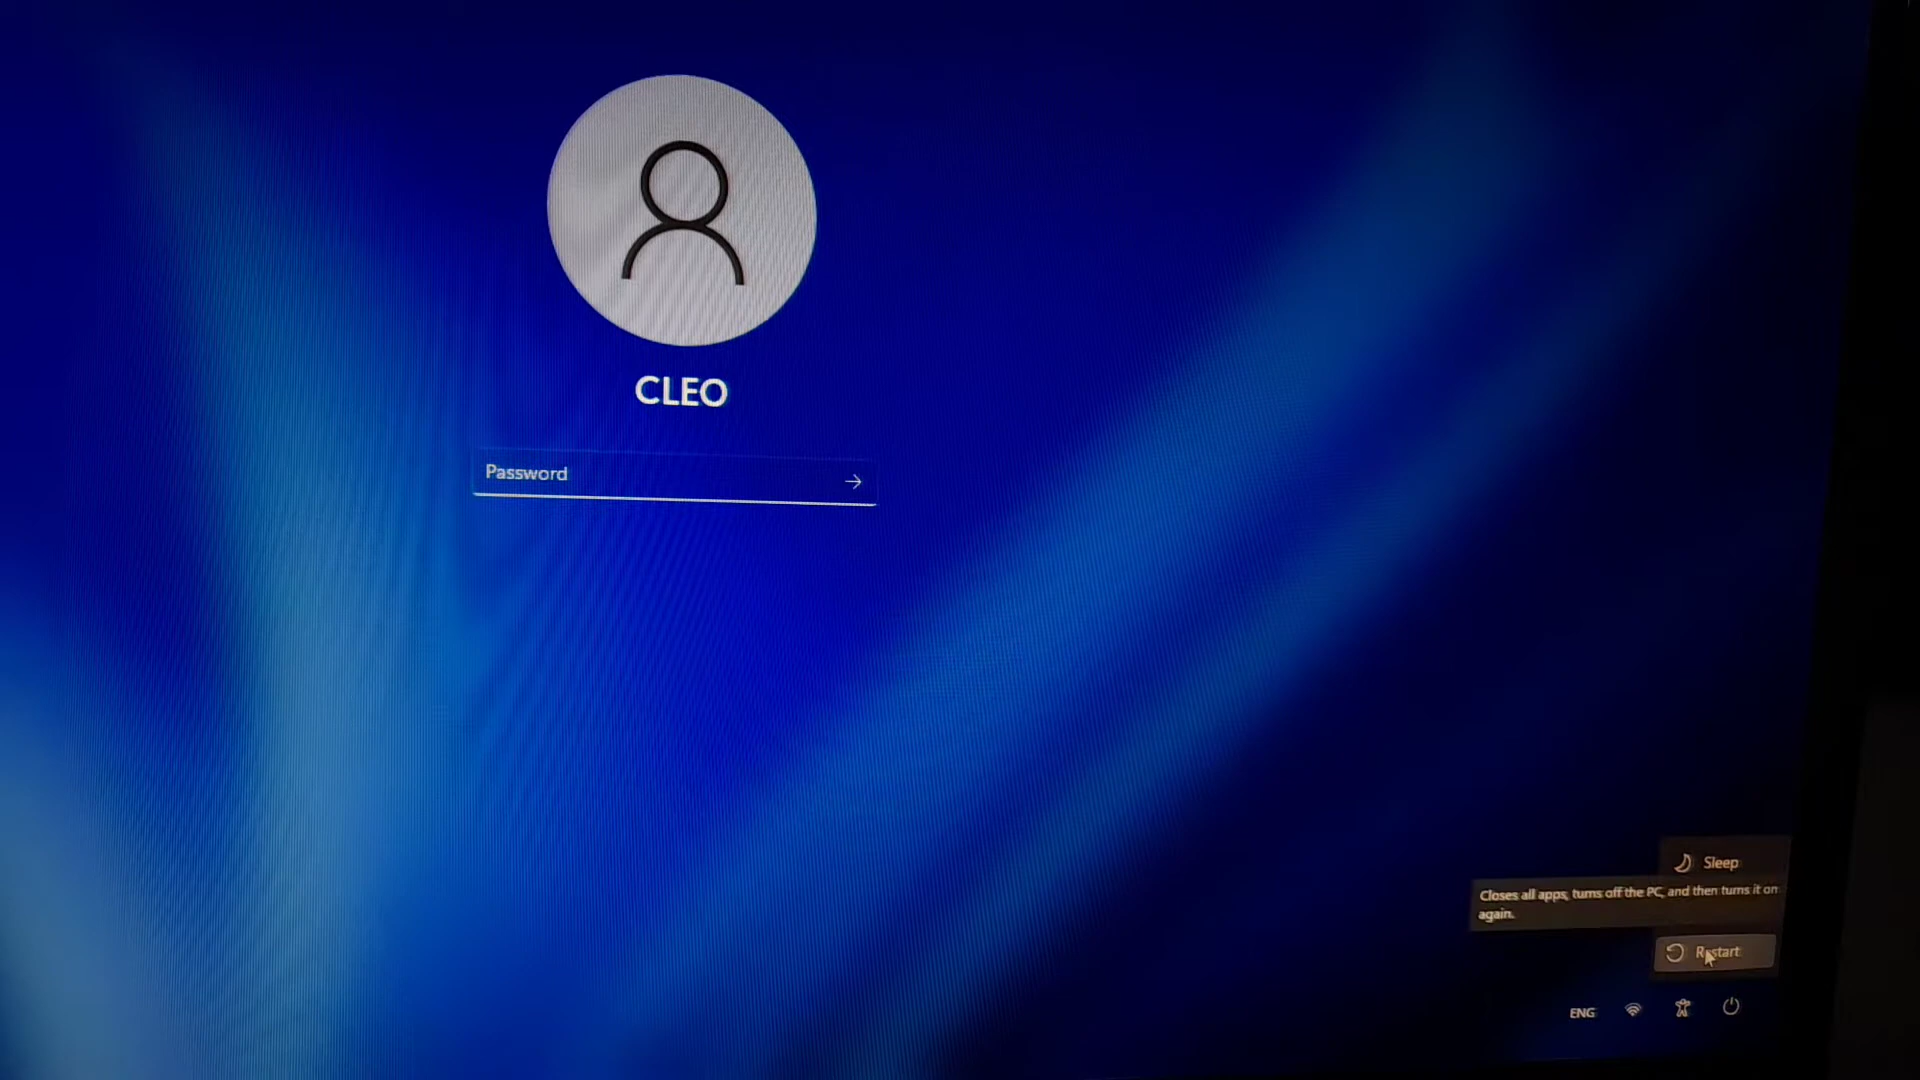 CLEO
Password
Sleep
Closes all apps, turns off the PC, and then turns it on
again.
Restart
ENG